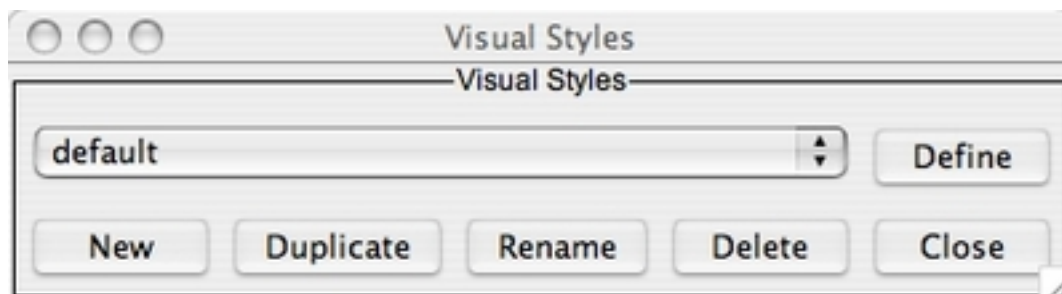 Visual Styles
Visual Styles
default
Define
New Duplicate Rename Delete Close